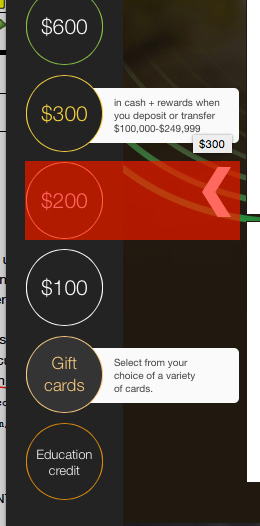 $600
$300
in cash + rewards when
you deposit or transfer
$100,000-$249,999
$300
$200
$100
Gift
cards
Select from your
choice of a variety
of cards.
Education
credit